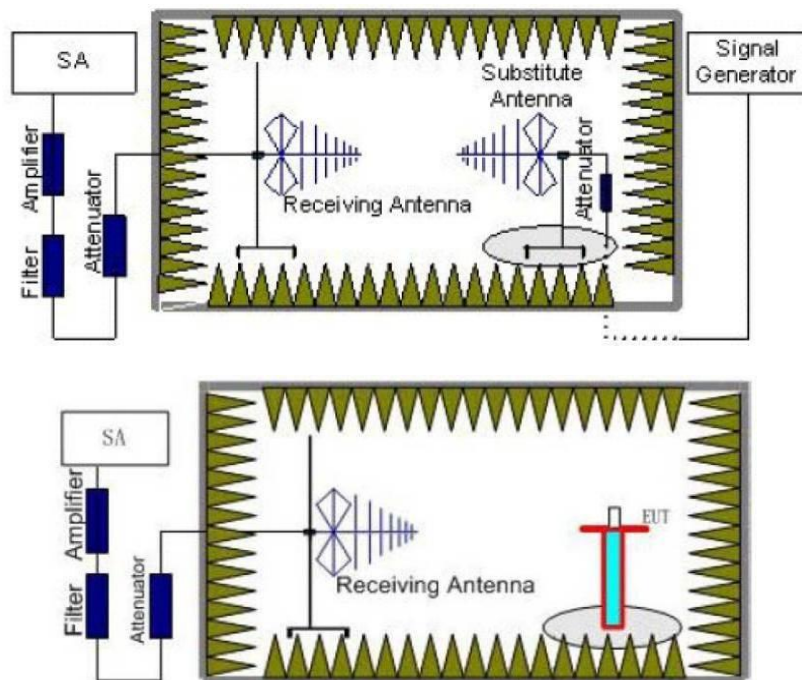 SA
Signal
Generator
Substitute
Antenna
Amplifier
Attenuator
Filter
Receiving Antenna
Attenuator
SA
Amplifier
Filter
Attenuator
Receiving Antenna
EUT